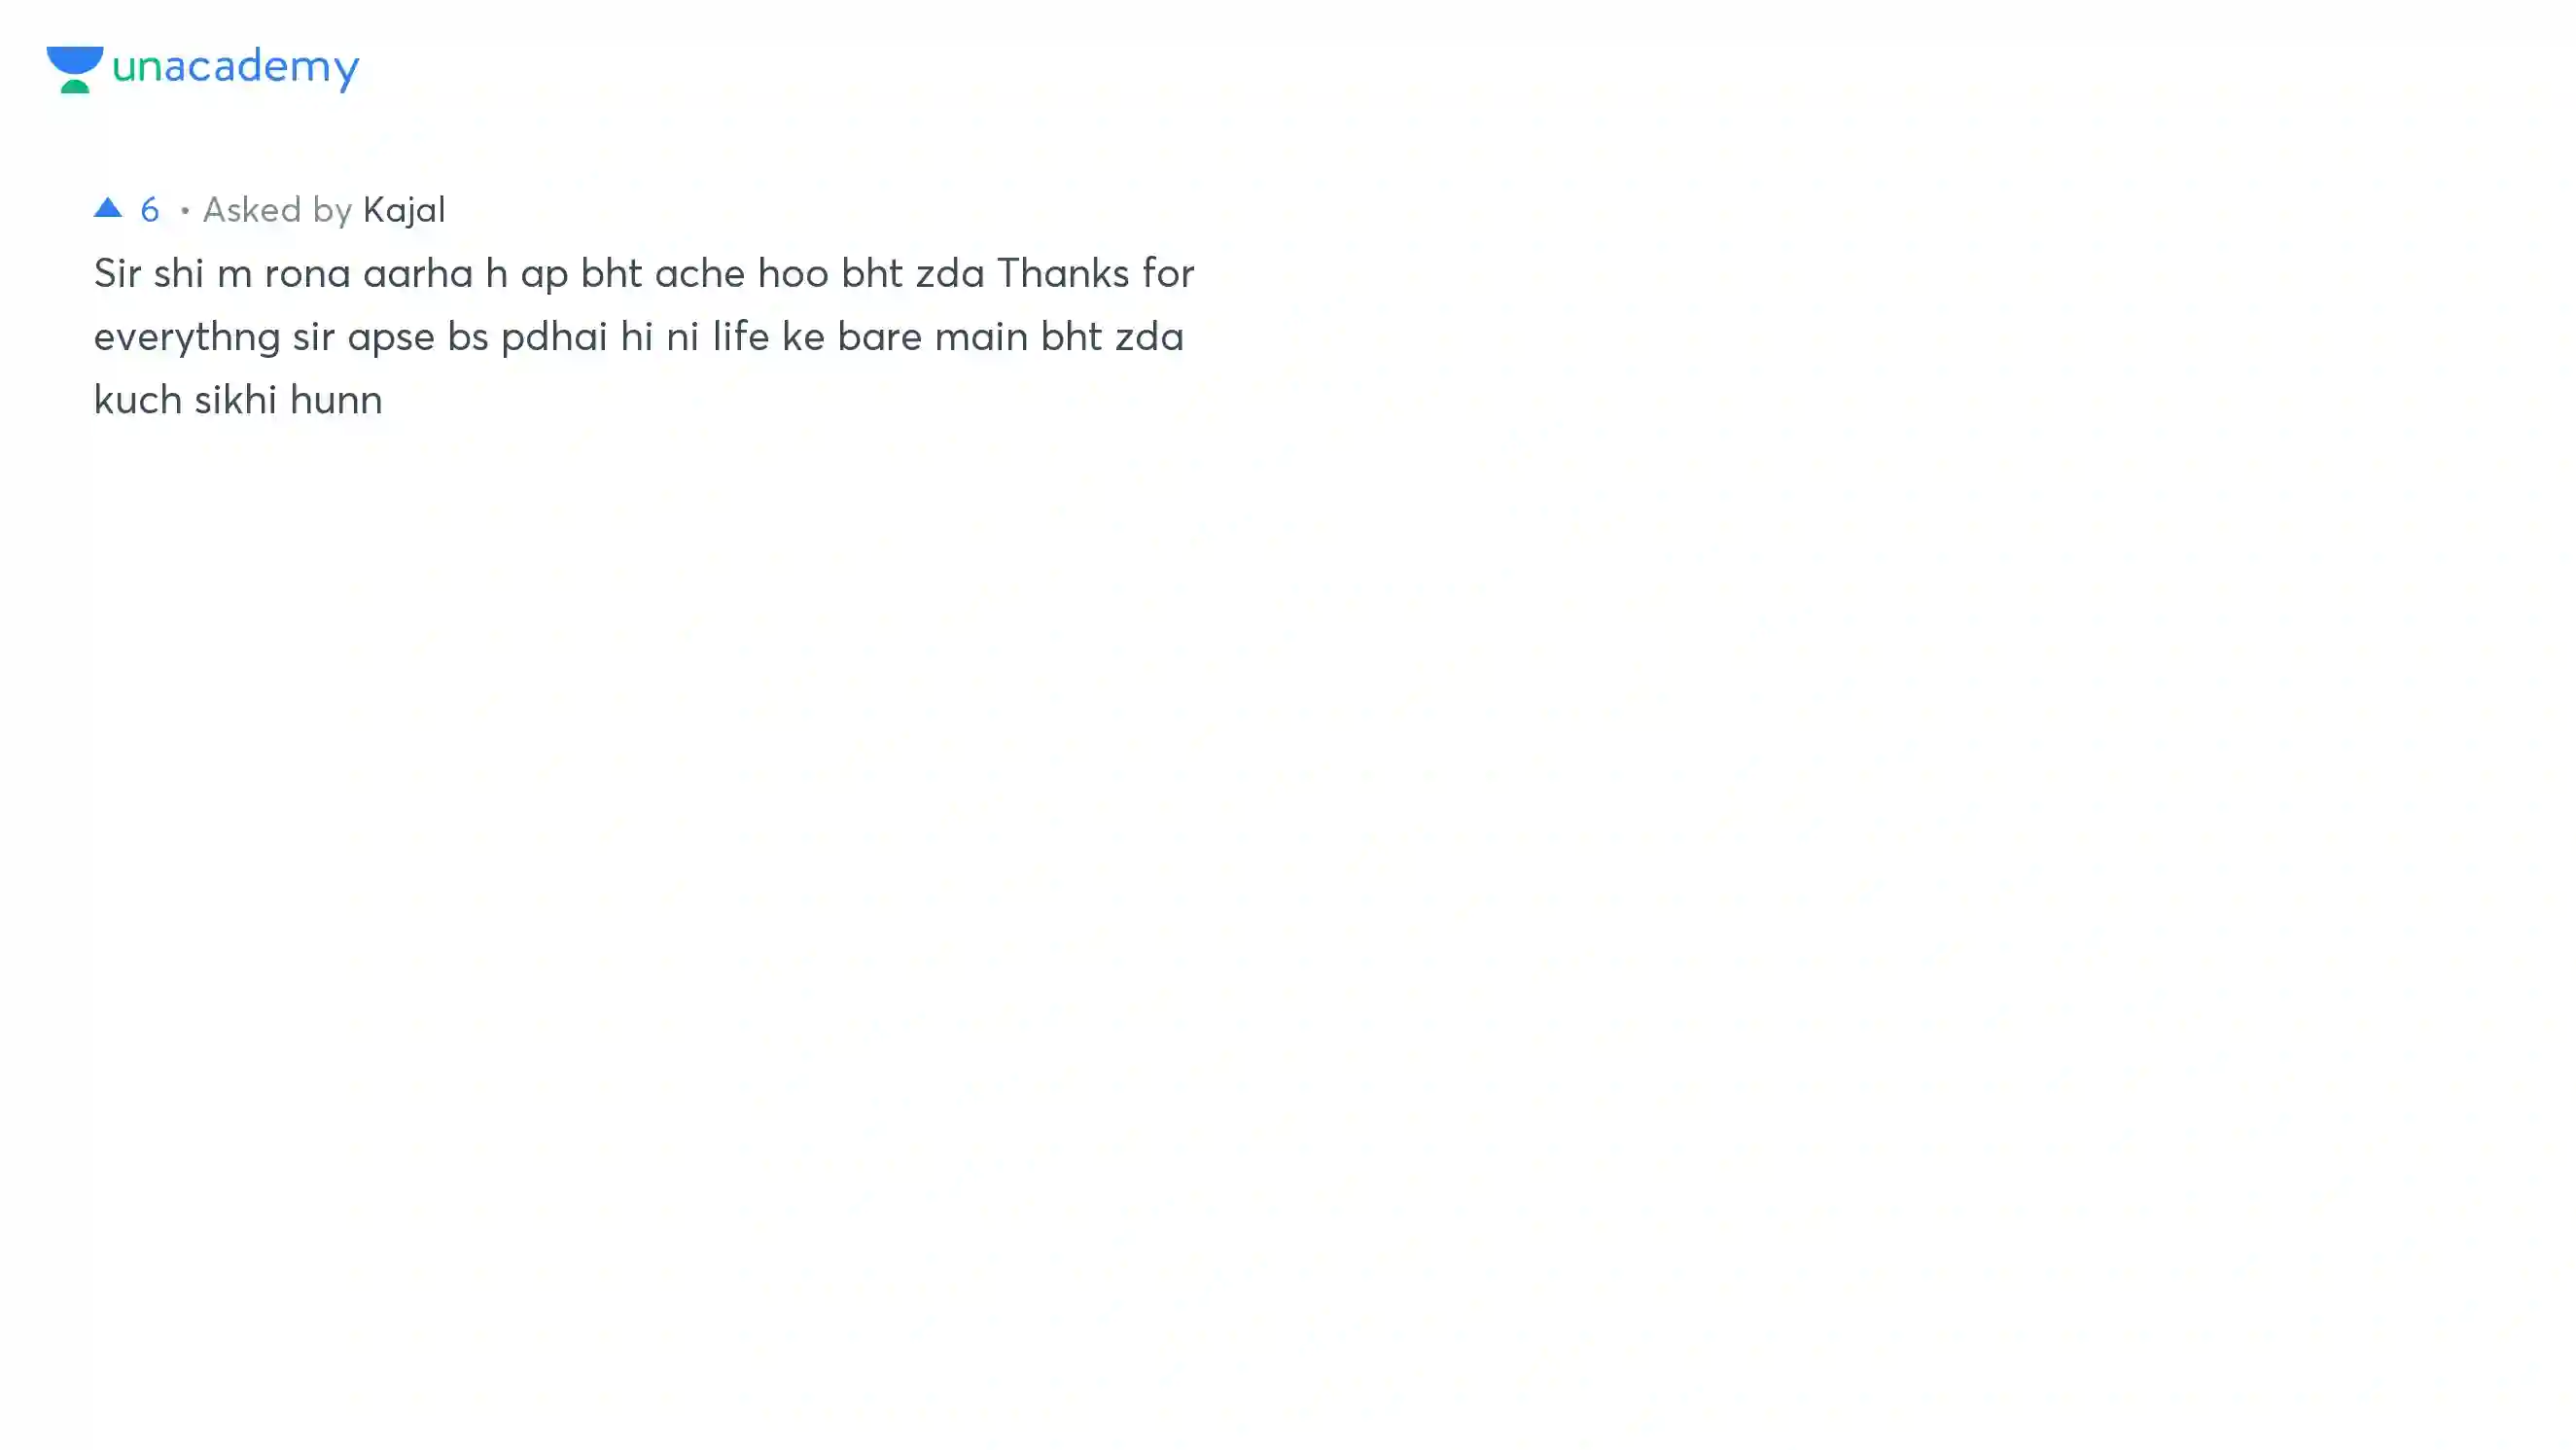 unacademy
▲ 6 • Asked by Kajal
Sir shi m rona aarha h ap bht ache hoo bht zda Thanks for
everythng sir apse bs pdhai hi ni life ke bare main bht zda
kuch sikhi hunn